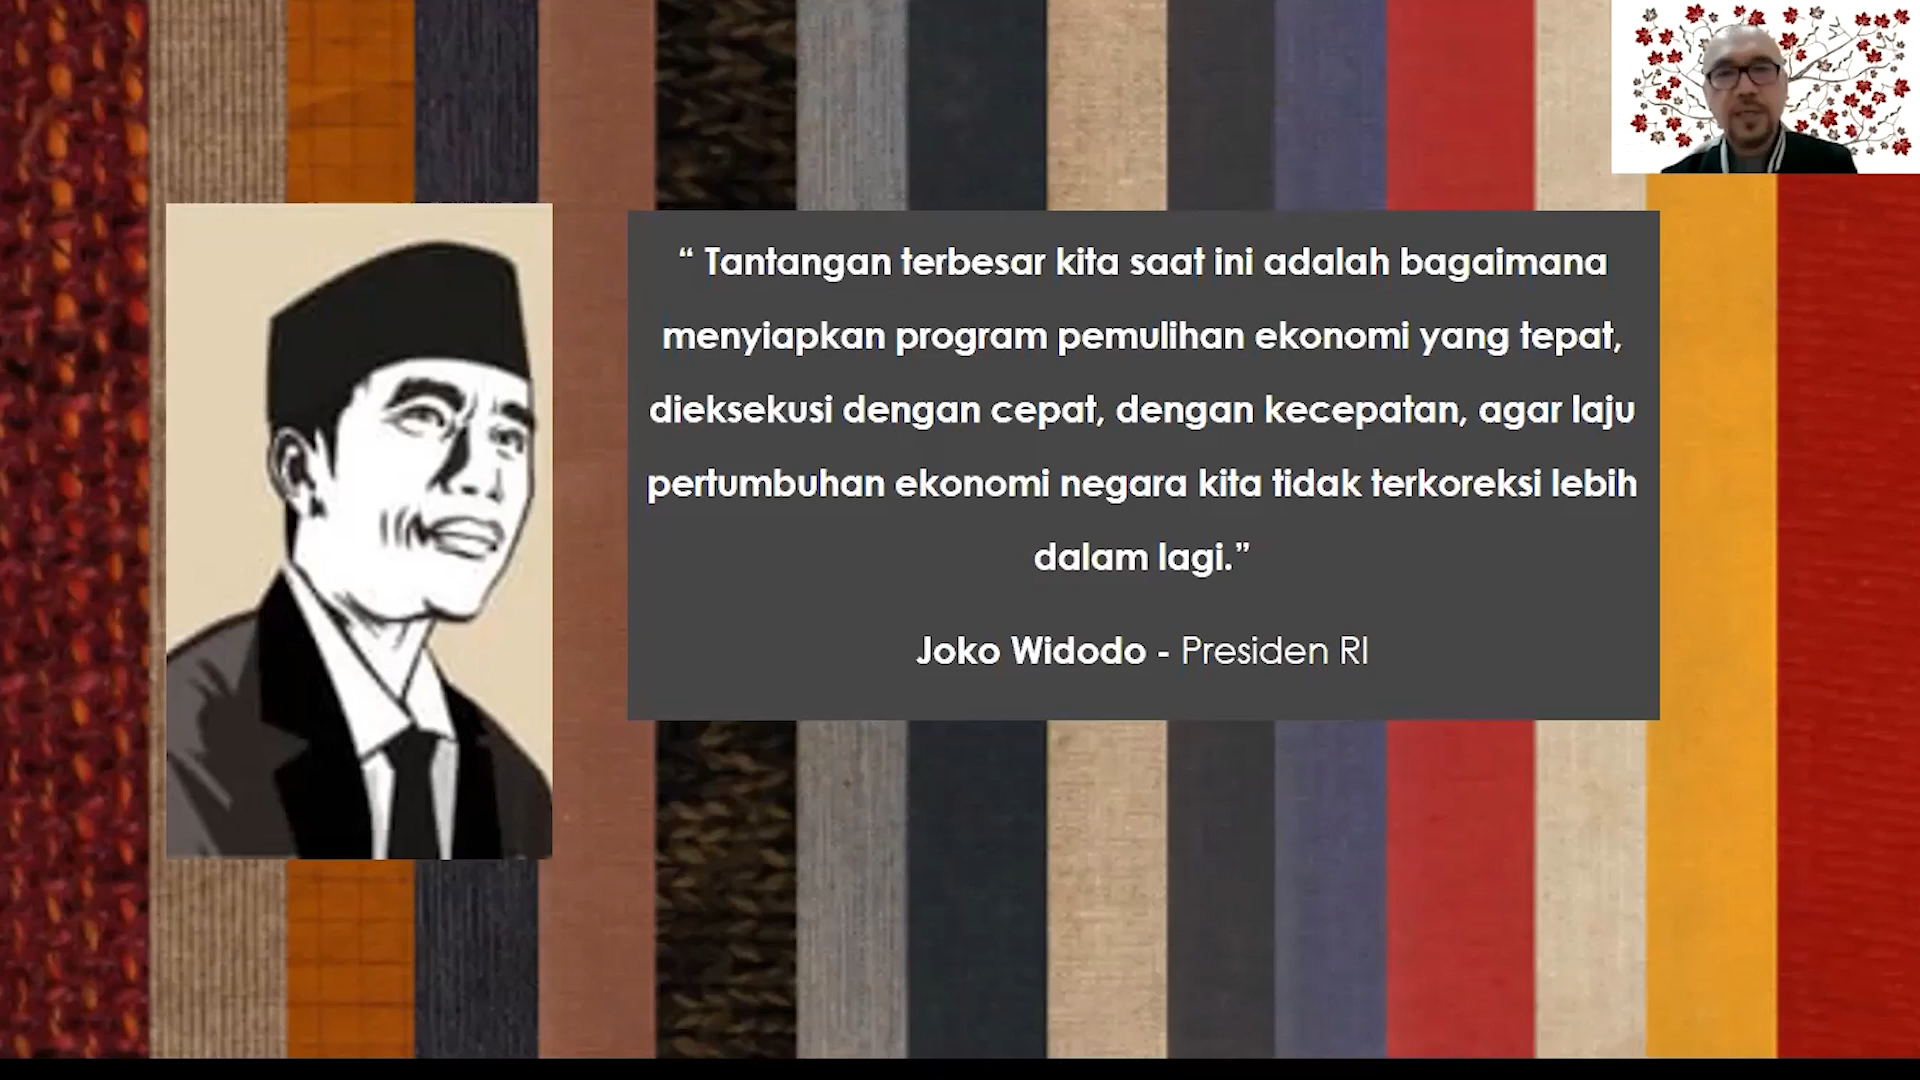 “ Tantangan terbesar kita saat ini adalah bagaimana
menyiapkan program pemulihan ekonomi yang tepat,
dieksekusi dengan cepat, dengan kecepatan, agar laju
pertumbuhan ekonomi negara kita tidak terkoreksi lebih
dalam lagi.”
Joko Widodo - Presiden RI